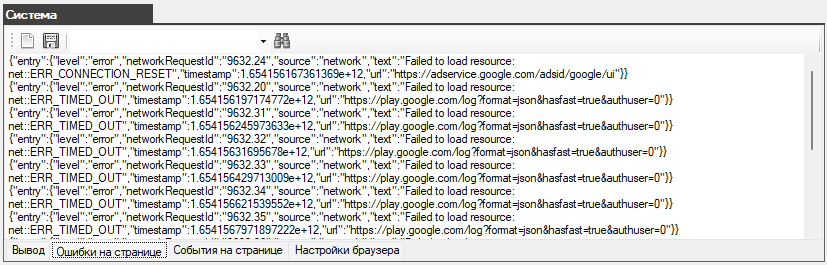 Система
{"entry":{"level":"error","networkRequestId":"9632.24","source":"network","text":"Failed to load resource:
net::ERR_CONNECTION_RESET","timestamp":1.654156167361369e+12,"url":"https://adservice.google.com/adsid/google/ui"}}
{"entry":{"level":"error","networkRequestId":"9632.20","source":"network","text":"Failed to load resource:
net::ERR_TIMED_OUT","timestamp":1.654156197174772e+12,"url":"https://play.google.com/log?format=json&hasfast=true&authuser=0"}}
{"entry":{"level":"error","networkRequestId":"9632.31","source":"network","text":"Failed to load resource:
net::ERR_TIMED_OUT","timestamp":1.654156245973633e+12,"url":"https://play.google.com/log?format=json&hasfast=true&authuser=0"}}
{"entry":{"level":"error","networkRequestId":"9632.32","source":"network","text":"Failed to load resource:
net::ERR_TIMED_OUT","timestamp":1.65415631695678e+12,"url":"https://play.google.com/log?format=json&hasfast=true&authuser=0"}}
{"entry":{"level":"error","networkRequestId":"9632.33","source":"network","text":"Failed to load resource:
net::ERR_TIMED_OUT","timestamp":1.654156429713009e+12,"url":"https://play.google.com/log?format=json&hasfast=true&authuser=0"}}
{"entry":{"level":"error","networkRequestId":"9632.34","source":"network","text":"Failed to load resource:
net::ERR_TIMED_OUT","timestamp":1.654156621539552e+12,"url":"https://play.google.com/log?format=json&hasfast=true&authuser=0"}}
{"entry":{"level":"error","networkRequestId":"9632.35","source":"network","text":"Failed to load resource:
net::ERR_TIMED_OUT","timestamp":1.6541567971897222e+12,"url":"https://play.google.com/log?format=json&hasfast=true&authuser=0"}}
Вывод Ошибки на странице События на странице Настройки браузера